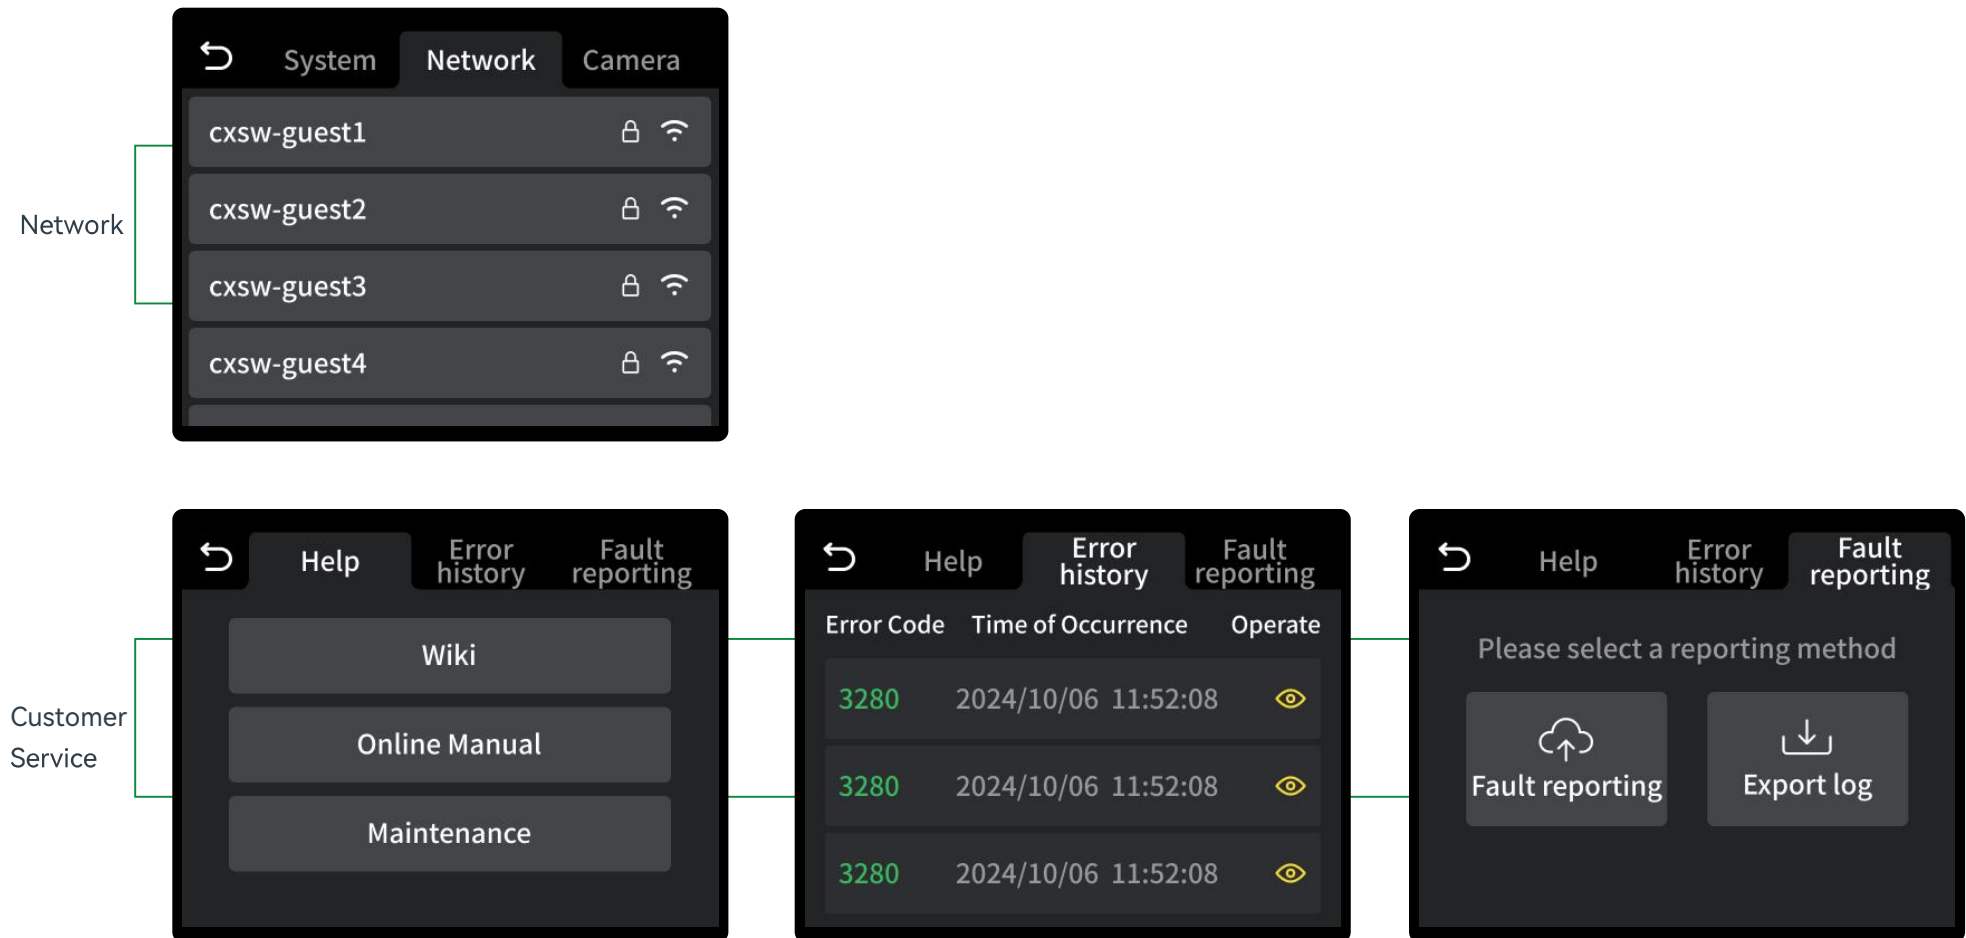 Network
System Network Camera
cxsw-guest1
cxsw-guest2
cxsw-guest3
cxsw-guest4
Customer
Service
Help Error history Fault reporting
Wiki
Online Manual
Maintenance
Help Error history Fault reporting
Error Code Time of Occurrence Operate
3280 2024/10/06 11:52:08
3280 2024/10/06 11:52:08
3280 2024/10/06 11:52:08
Help Error history Fault reporting
Please select a reporting method
Fault reporting Export log